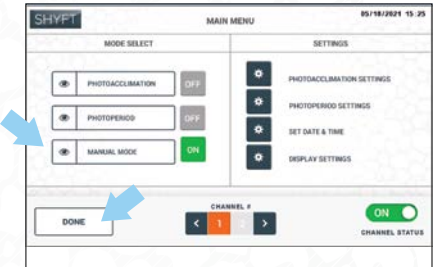 SHYFT
MAIN MENU
05/18/2021 15:25
MODE SELECT
PHOTOACCLIMATION OFF
PHOTOPERIOD OFF
MANUAL MODE ON
SETTINGS
PHOTOACCLIMATION SETTINGS
PHOTOPERIOD SETTINGS
SET DATE & TIME
DISPLAY SETTINGS
DONE
CHANNEL #
< 1 2 >
ON
CHANNEL STATUS